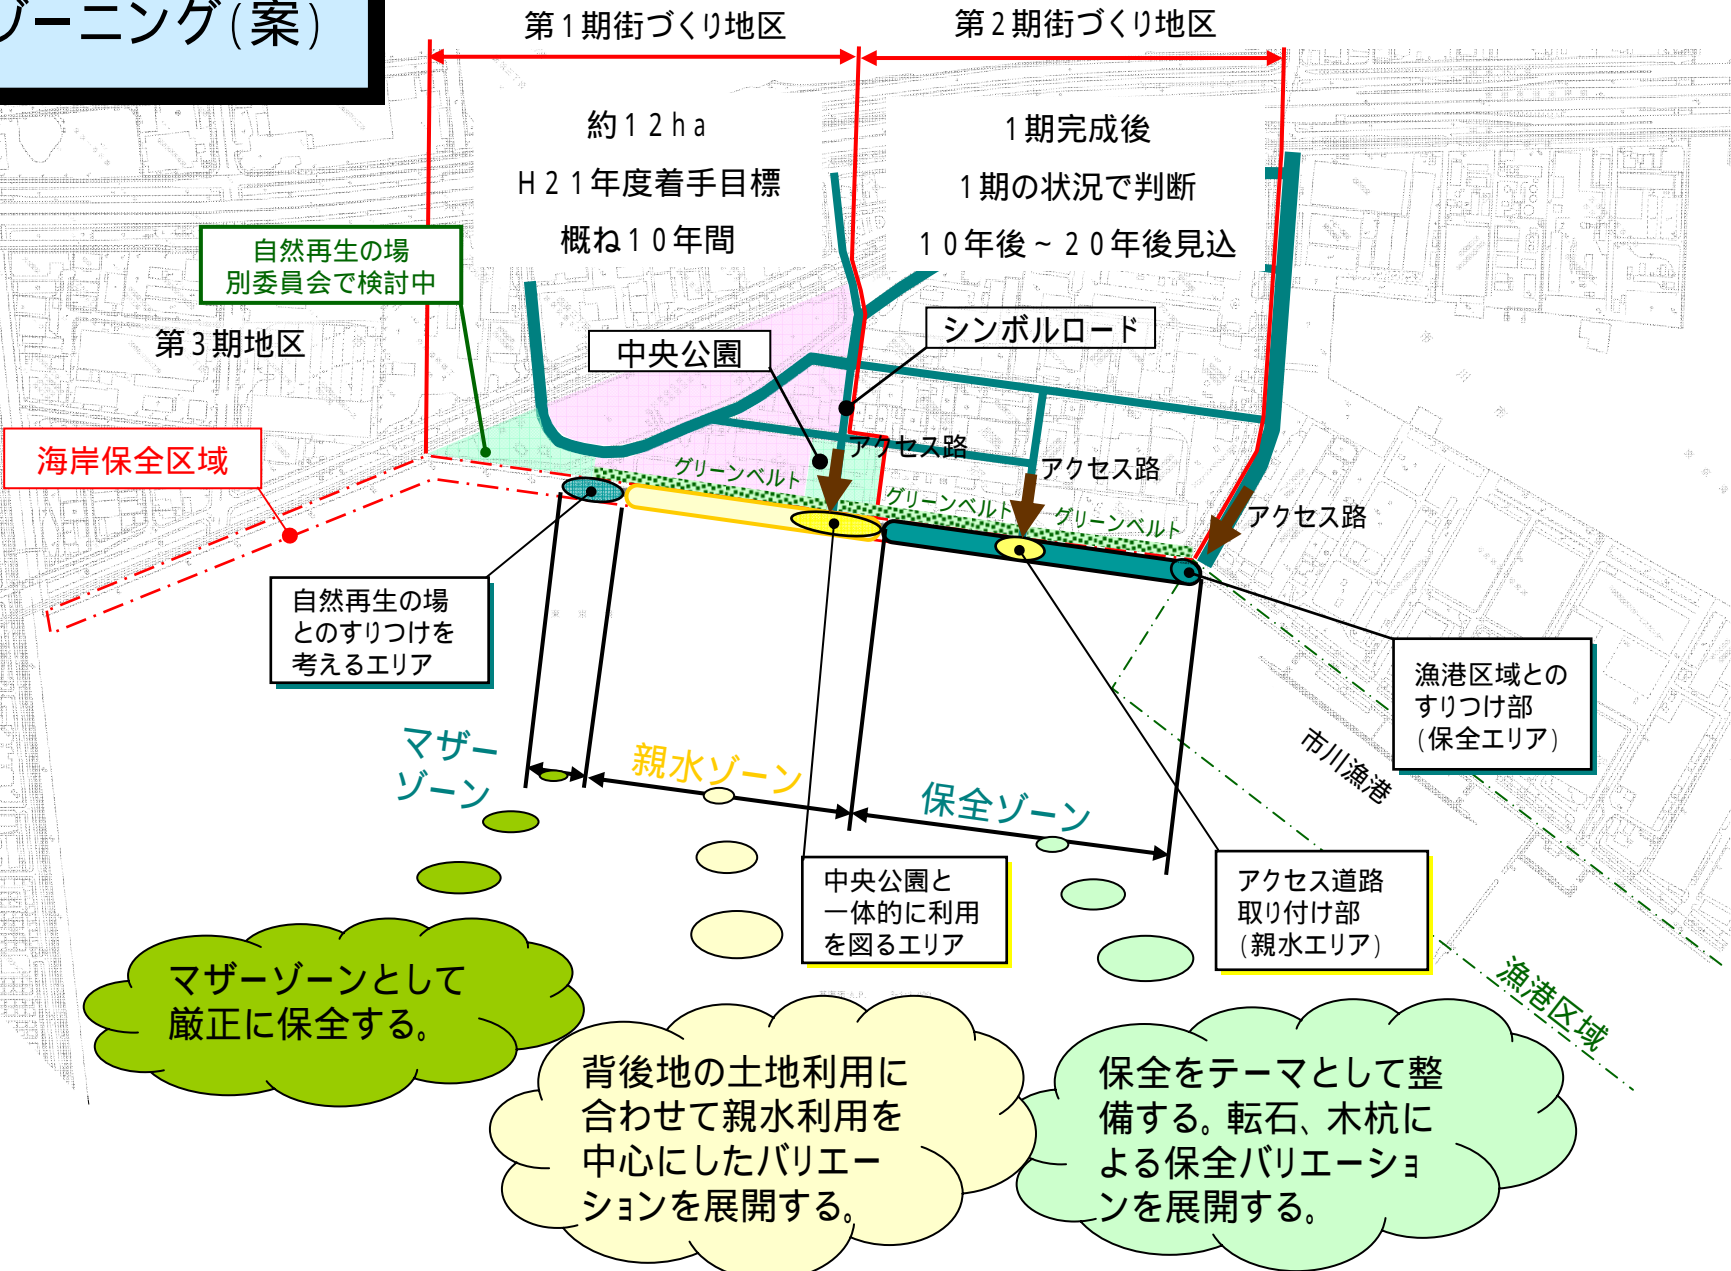 ゾーニング(案)
第1期街づくり地区
第2期街づくり地区
約12ha
H21年度着手目標
概ね10年間
1期完成後
1期の状況で判断
10年後~20年後見込
自然再生の場
別委員会で検討中
第3期地区
中央公園
シンボルロード
海岸保全区域
アクセス路
アクセス路
アクセス路
グリーンベルト
グリーンベルト
グリーンベルト
自然再生の場
とのすりつけを
考えるエリア
漁港区域との
すりつけ部
(保全エリア)
市川漁港
マザー
ゾーン
親水ゾーン
保全ゾーン
中央公園と
一体的に利用
を図るエリア
アクセス道路
取り付け部
(親水エリア)
漁港区域
マザーゾーンとして
厳正に保全する。
背後地の土地利用に
合わせて親水利用を
中心にしたバリエー
ションを展開する。
保全をテーマとして整
備する。転石、木杭に
よる保全バリエーショ
ンを展開する。